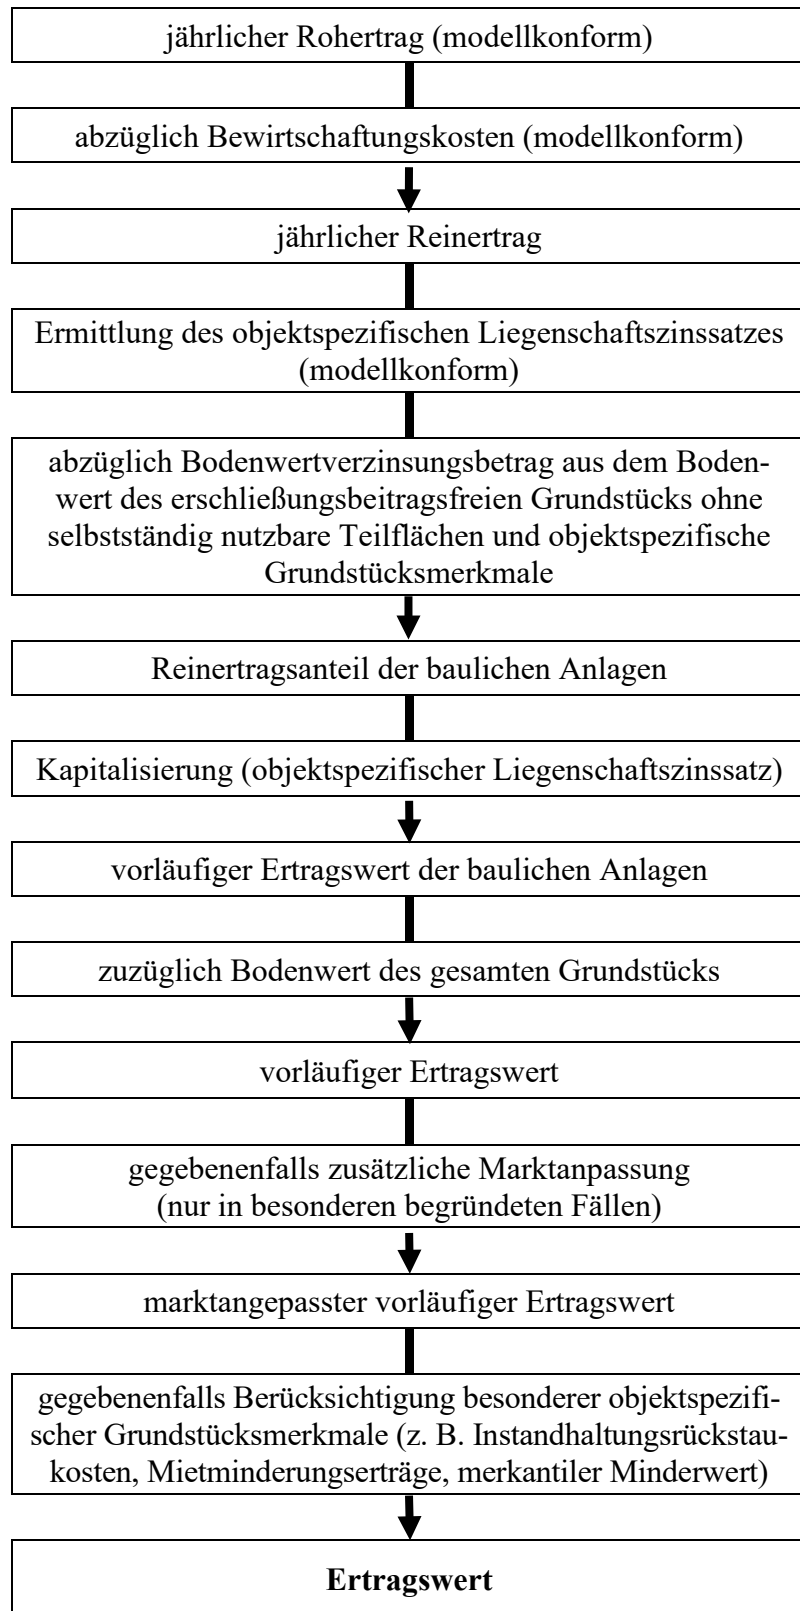 jährlicher Rohertrag (modellkonform)
abzüglich Bewirtschaftungskosten (modellkonform)
jährlicher Reinertrag
Ermittlung des objektspezifischen Liegenschaftszinssatzes
(modellkonform)
abzüglich Bodenwertverzinsungsbetrag aus dem Boden-
wert des erschließungsbeitragsfreien Grundstücks ohne
selbstständig nutzbare Teilflächen und objektspezifische
Grundstücksmerkmale
Reinertragsanteil der baulichen Anlagen
Kapitalisierung (objektspezifischer Liegenschaftszinssatz)
vorläufiger Ertragswert der baulichen Anlagen
zuzüglich Bodenwert des gesamten Grundstücks
vorläufiger Ertragswert
gegebenenfalls zusätzliche Marktanpassung
(nur in besonderen begründeten Fällen)
marktangepasster vorläufiger Ertragswert
gegebenenfalls Berücksichtigung besonderer objektspezifi-
scher Grundstücksmerkmale (z. B. Instandhaltungsrückstau-
kosten, Mietminderungserträge, merkantiler Minderwert)
Ertragswert